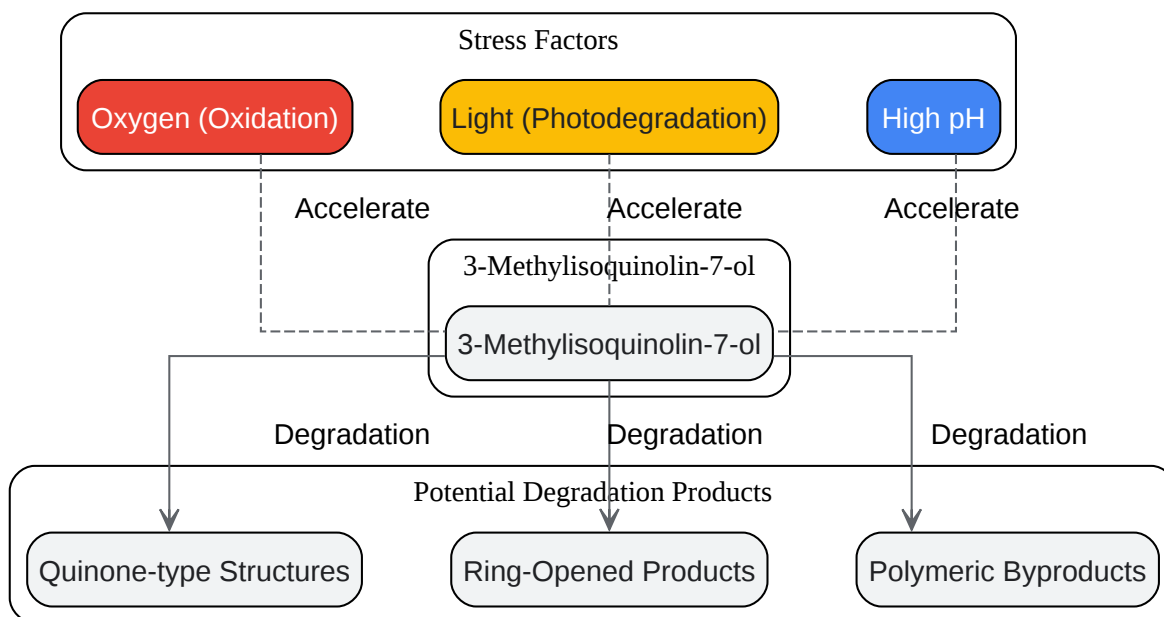 Stress Factors
Oxygen (Oxidation)
Light (Photodegradation)
High pH
Accelerate
Accelerate
Accelerate
3-Methylisoquinolin-7-ol
3-Methylisoquinolin-7-ol
Degradation
Degradation
Degradation
Potential Degradation Products
Quinone-type Structures
Ring-Opened Products
Polymeric Byproducts